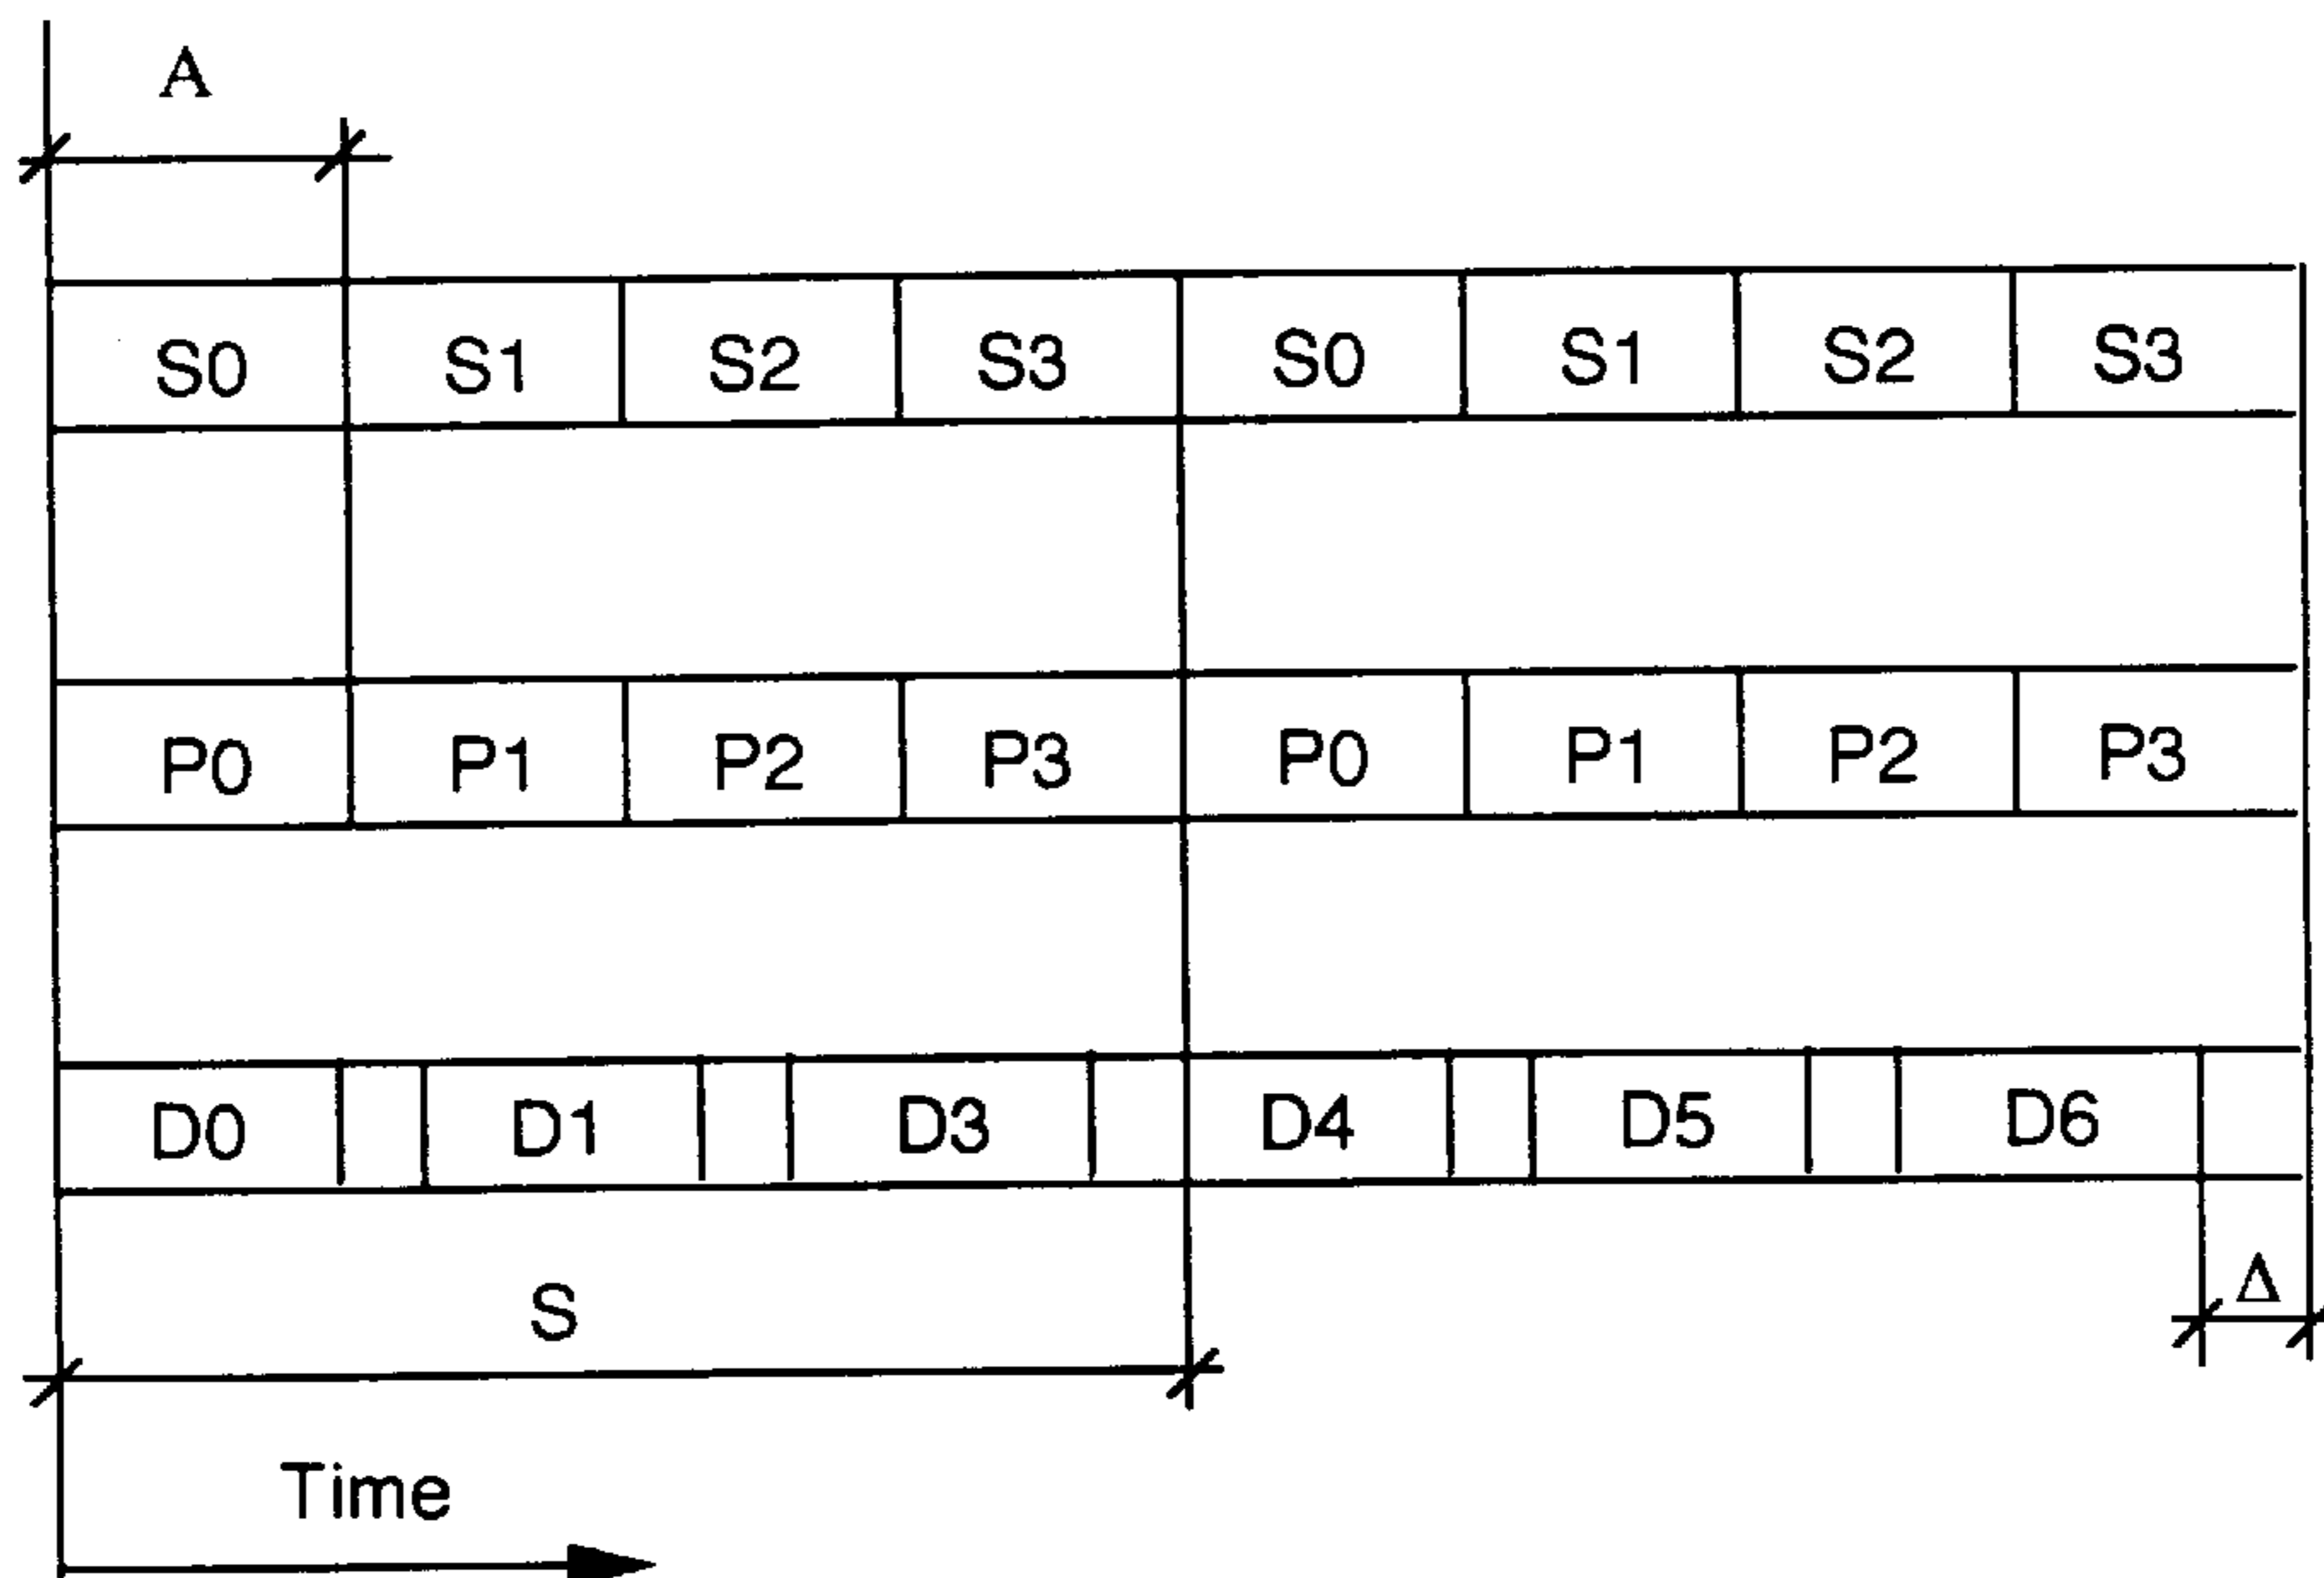 A
S0 S1 S2 S3 S0 S1 S2 S3
P0 P1 P2 P3 P0 P1 P2 P3
D0 D1 D3 D4 D5 D6
Δ
S
Time